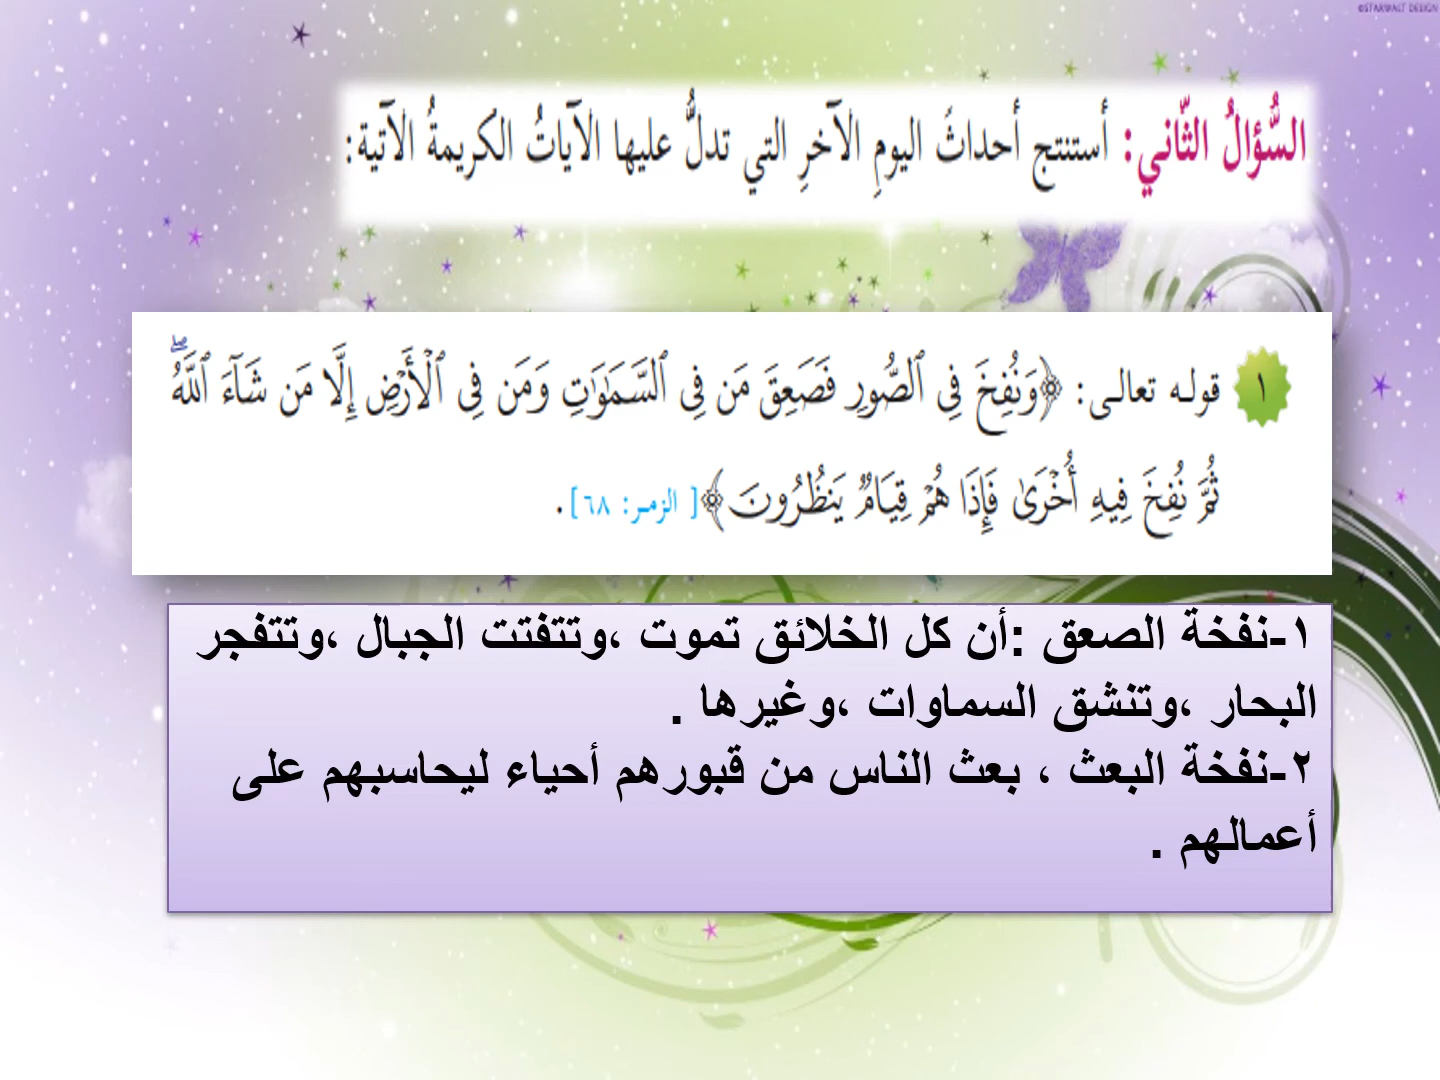 ©STARWALT DESIGN
السُّؤالُ الثّاني: أستنتج أحداثَ اليومِ الآخرِ التي تدلُّ عليها الآياتُ الكريمةُ الآتية:
١ قوله تعالى: ﴿وَنُفِخَ فِى ٱلصُّورِ فَصَعِقَ مَن فِى ٱلسَّمَـٰوَٰتِ وَمَن فِى ٱلْأَرْضِ إِلَّا مَن شَآءَ ٱللَّهُ ۖ
ثُمَّ نُفِخَ فِيهِ أُخْرَىٰ فَإِذَا هُمْ قِيَامٌ يَنظُرُونَ﴾ [الزمر: ٦٨].
١-نفخة الصعق :أن كل الخلائق تموت ،وتتفتت الجبال ،وتتفجر
البحار ،وتنشق السماوات ،وغيرها .
٢-نفخة البعث ، بعث الناس من قبورهم أحياء ليحاسبهم على
أعمالهم .